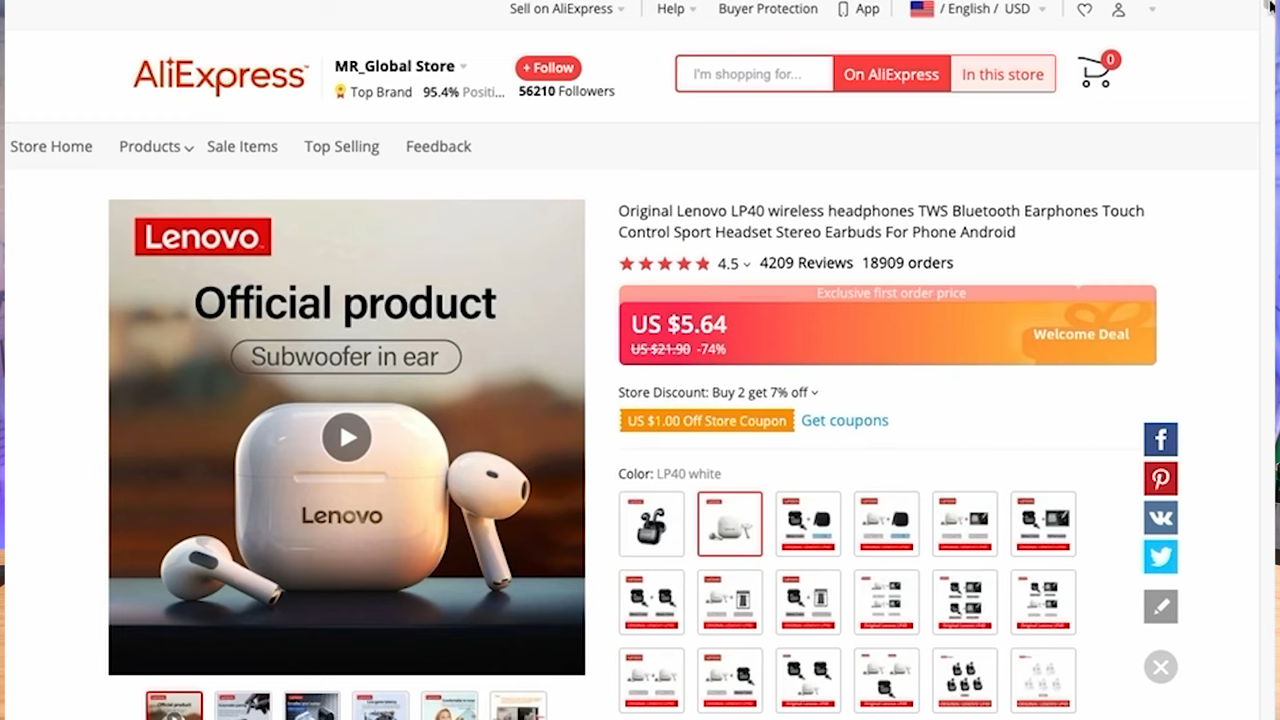 Sell on AliExpress
Help
Buyer Protection
App
/ English / USD
AliExpress™
MR_Global Store
Top Brand 95.4% Positi...
+ Follow
56210 Followers
I'm shopping for...
On AliExpress
In this store
0
Store Home
Products
Sale Items
Top Selling
Feedback
Lenovo
Official product
Subwoofer in ear
Lenovo
Original Lenovo LP40 wireless headphones TWS Bluetooth Earphones Touch
Control Sport Headset Stereo Earbuds For Phone Android
4.5 4209 Reviews 18909 orders
Exclusive first order price
US $5.64
US $21.90 -74%
Welcome Deal
Store Discount: Buy 2 get 7% off
US $1.00 Off Store Coupon Get coupons
Color: LP40 white
Official product